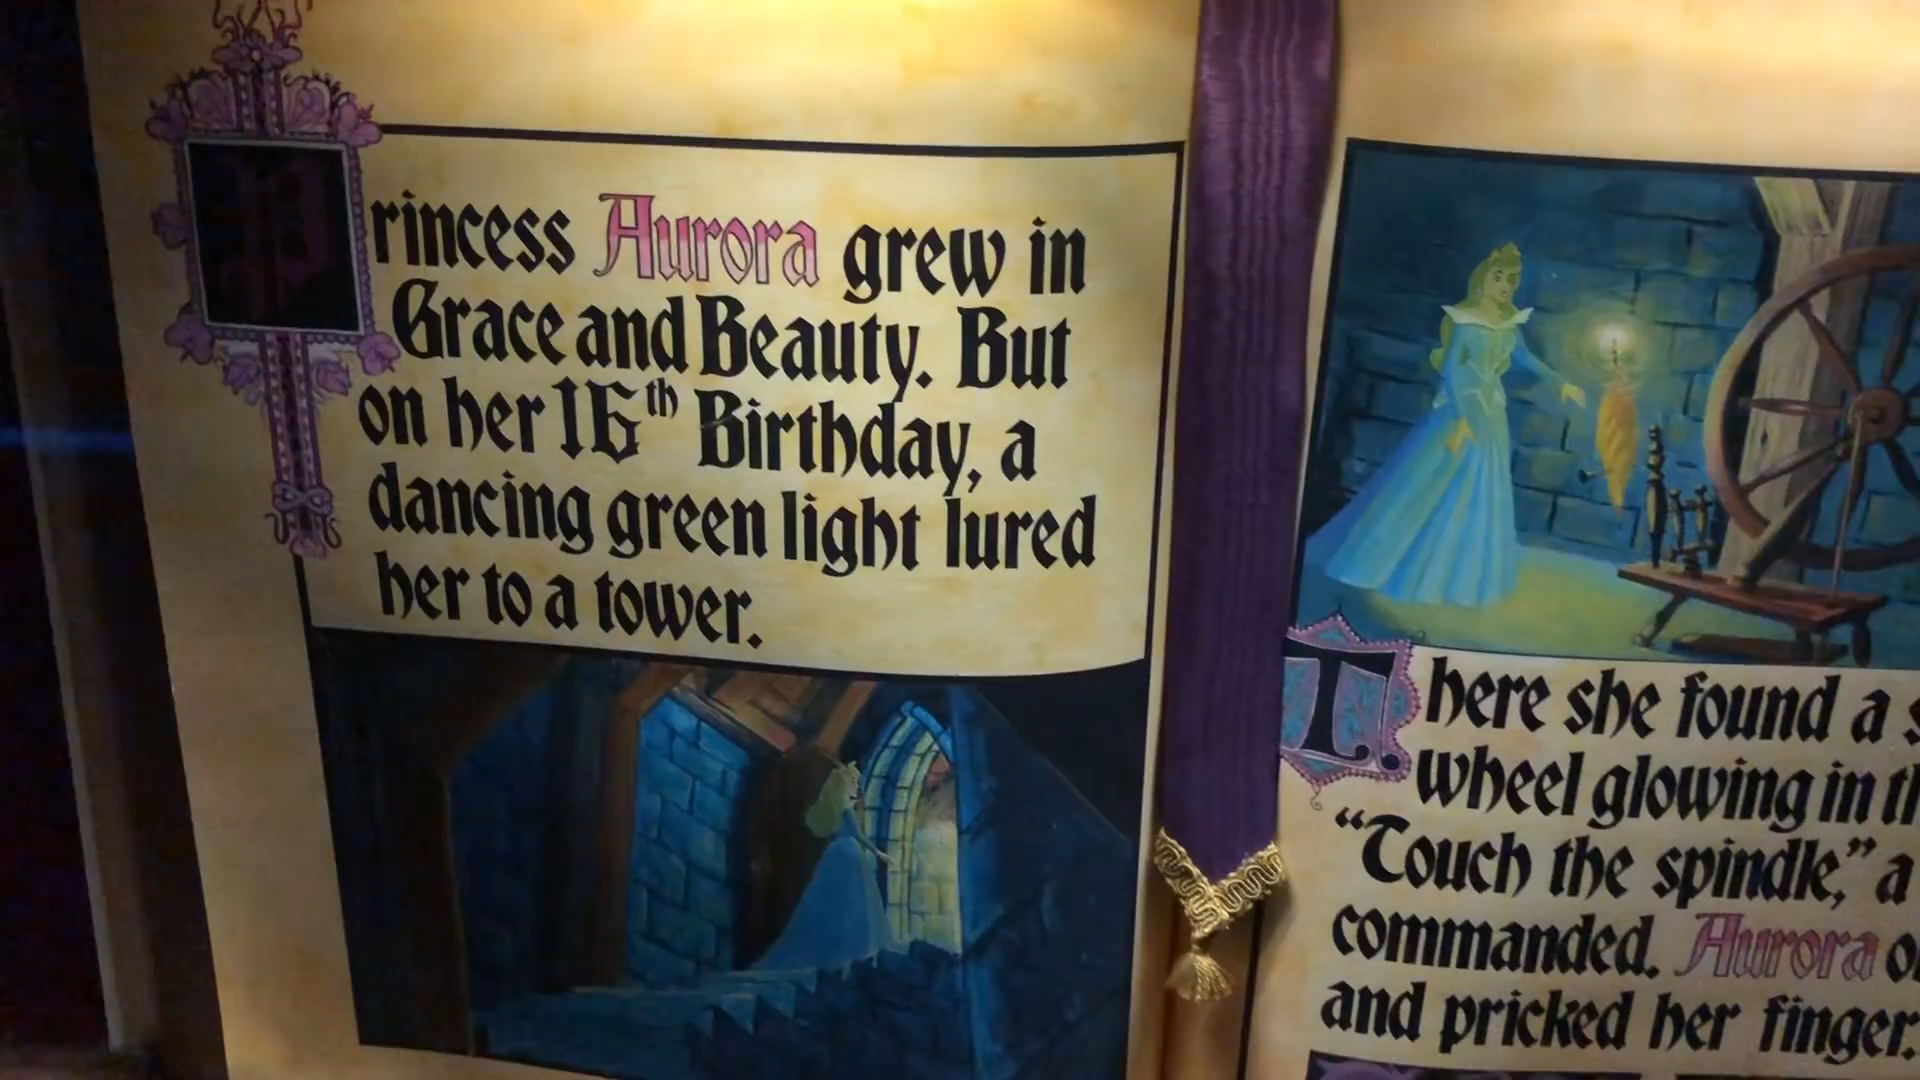 Princess Aurora grew in
Grace and Beauty. But
on her 16th Birthday, a
dancing green light lured
her to a tower.
There she found a
wheel glowing in
"Touch the spindle," a
commanded. Aurora
and pricked her finger.